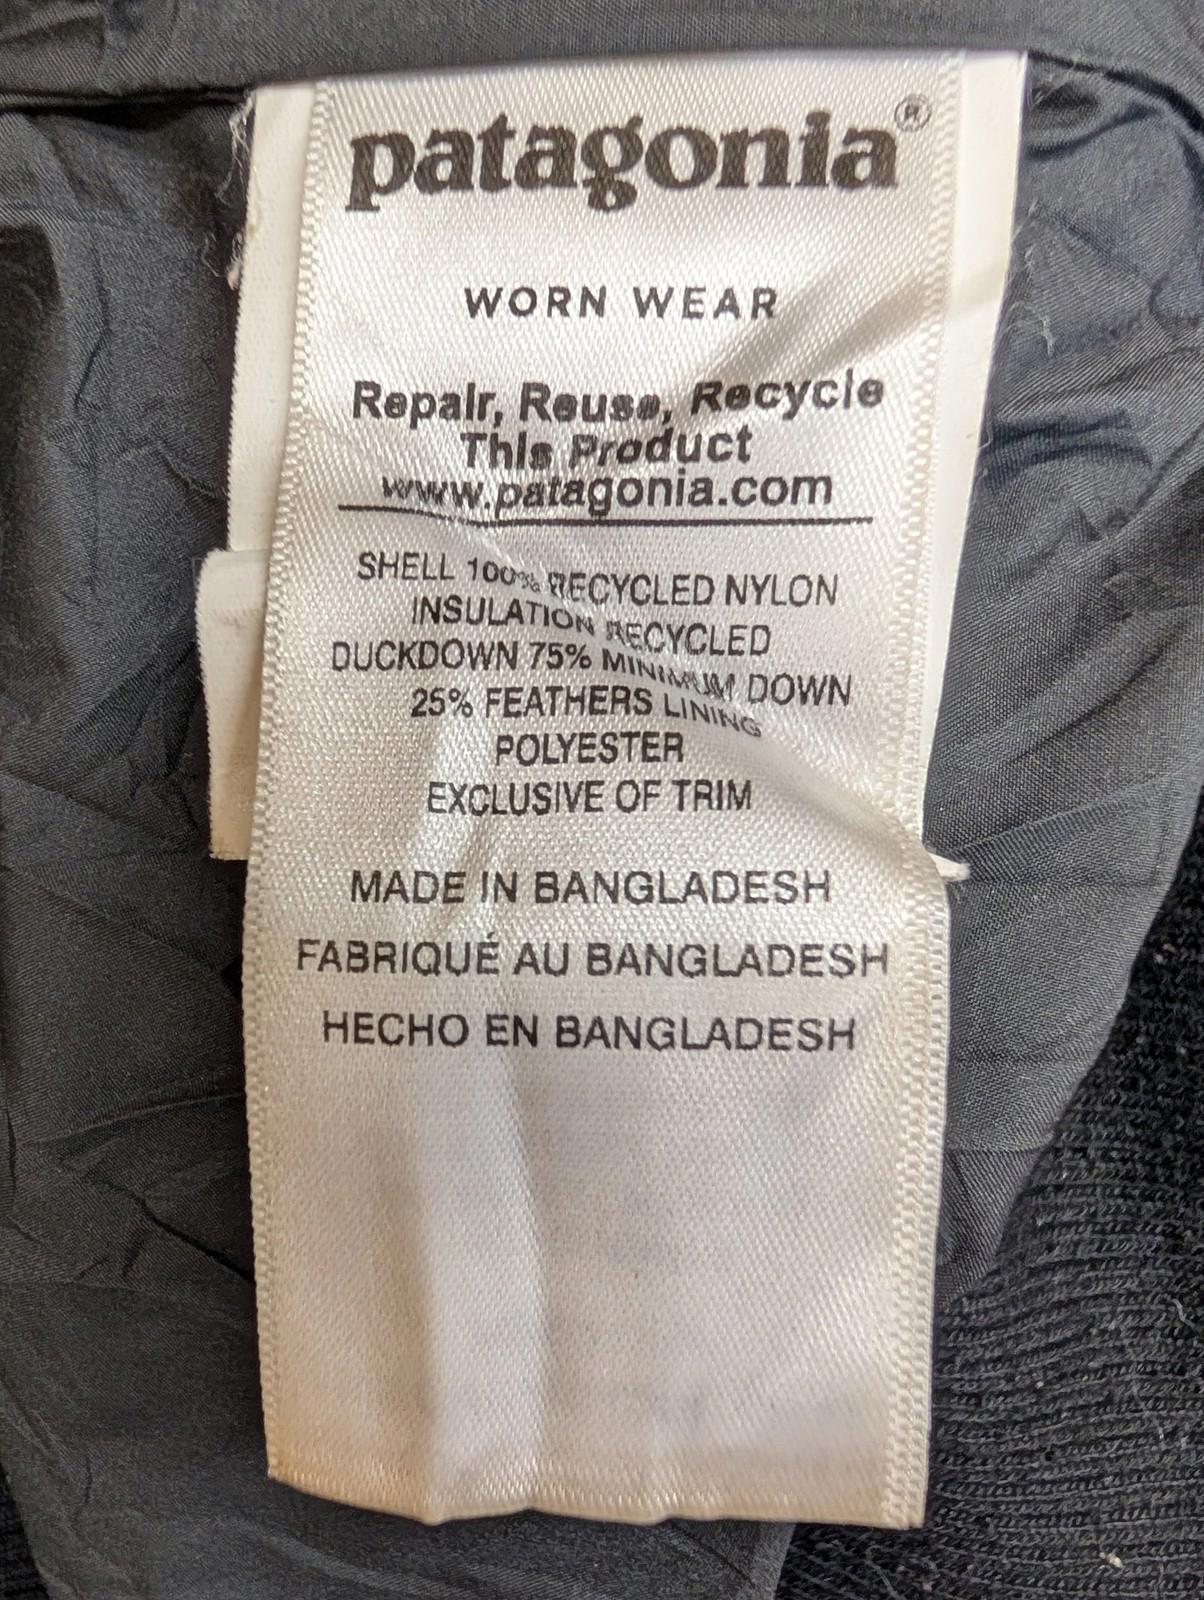 patagonia®
WORN WEAR
Repair, Reuse, Recycle
This Product
www.patagonia.com
SHELL 100% RECYCLED NYLON
INSULATION RECYCLED
DUCKDOWN 75% MINIMUM DOWN
25% FEATHERS LINING
POLYESTER
EXCLUSIVE OF TRIM
MADE IN BANGLADESH
FABRIQUÉ AU BANGLADESH
HECHO EN BANGLADESH